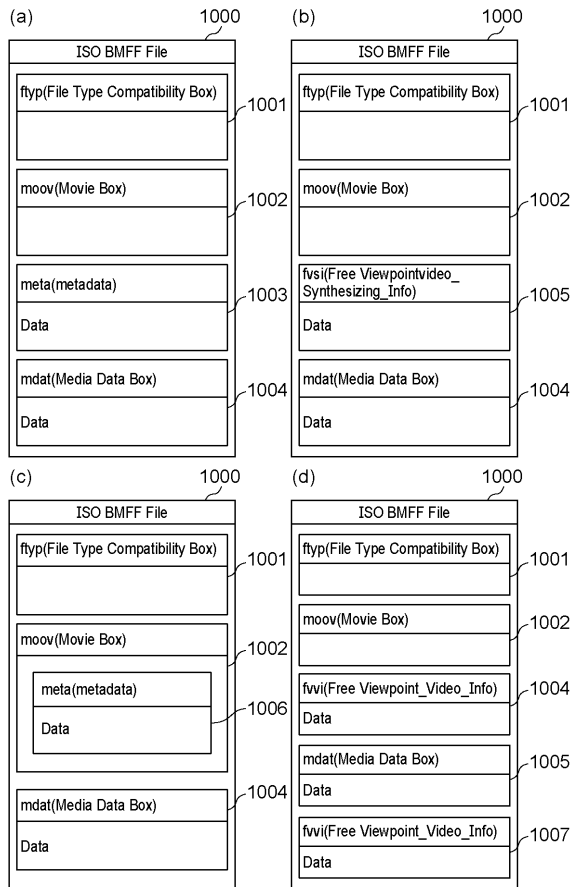 (a)
1000
ISO BMFF File
ftyp(File Type Compatibility Box)
1001
moov(Movie Box)
1002
meta(metadata)
1003
Data
mdat(Media Data Box)
1004
Data
(b)
1000
ISO BMFF File
ftyp(File Type Compatibility Box)
1001
moov(Movie Box)
1002
fvsi(Free Viewpointvideo_
Synthesizing_Info)
1005
Data
mdat(Media Data Box)
1004
Data
(c)
1000
ISO BMFF File
ftyp(File Type Compatibility Box)
1001
moov(Movie Box)
1002
meta(metadata)
1006
Data
mdat(Media Data Box)
1004
Data
(d)
1000
ISO BMFF File
ftyp(File Type Compatibility Box)
1001
moov(Movie Box)
1002
fvvi(Free Viewpoint_Video_Info)
1004
Data
mdat(Media Data Box)
1005
Data
fvvi(Free Viewpoint_Video_Info)
1007
Data